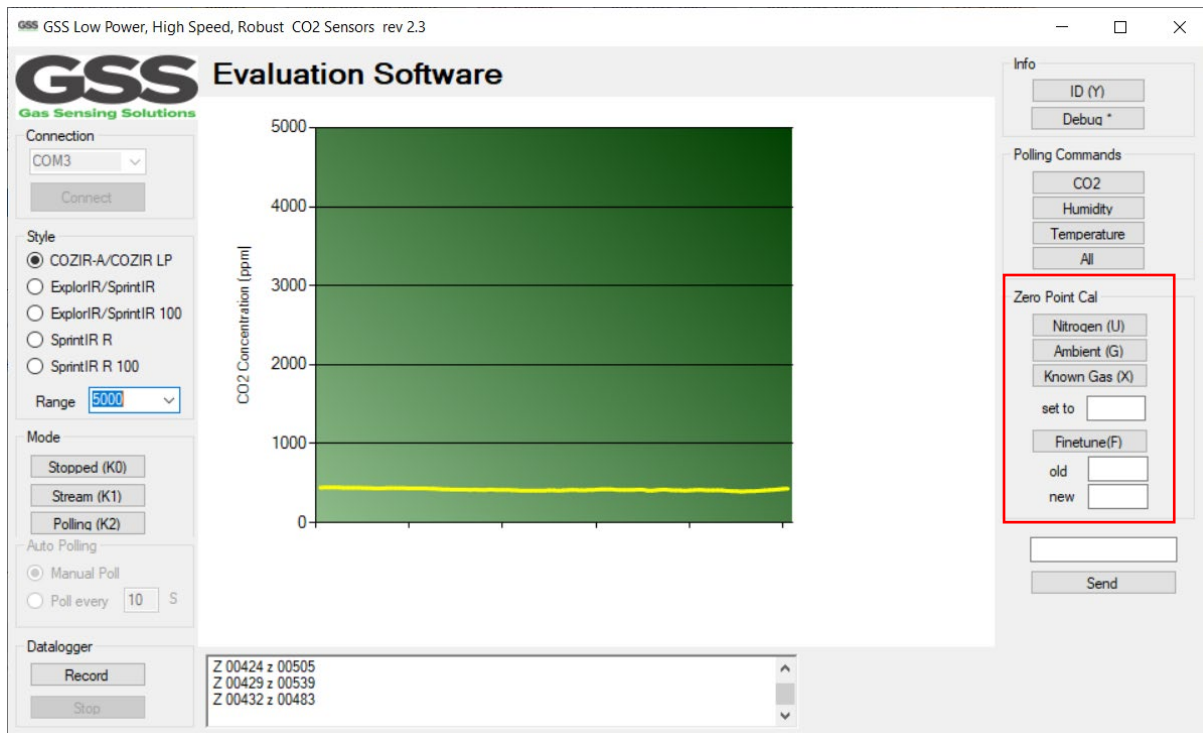 GSS GSS Low Power, High Speed, Robust CO2 Sensors rev 2.3
GSS
Gas Sensing Solutions
Evaluation Software
Connection
COM3
Connect
Style
COZIR-A/COZIR LP
ExplorIR/SprintIR
ExplorIR/SprintIR 100
SprintIR R
SprintIR R 100
Range 5000
Mode
Stopped (K0)
Stream (K1)
Polling (K2)
Auto Polling
Manual Poll
Poll every 10 S
Datalogger
Record
Stop
CO2 Concentration (ppm)
5000
4000
3000
2000
1000
0
Z 00424 z 00505
Z 00429 z 00539
Z 00432 z 00483
Info
ID (Y)
Debug *
Polling Commands
CO2
Humidity
Temperature
All
Zero Point Cal
Nitrogen (U)
Ambient (G)
Known Gas (X)
set to
Finetune(F)
old
new
Send